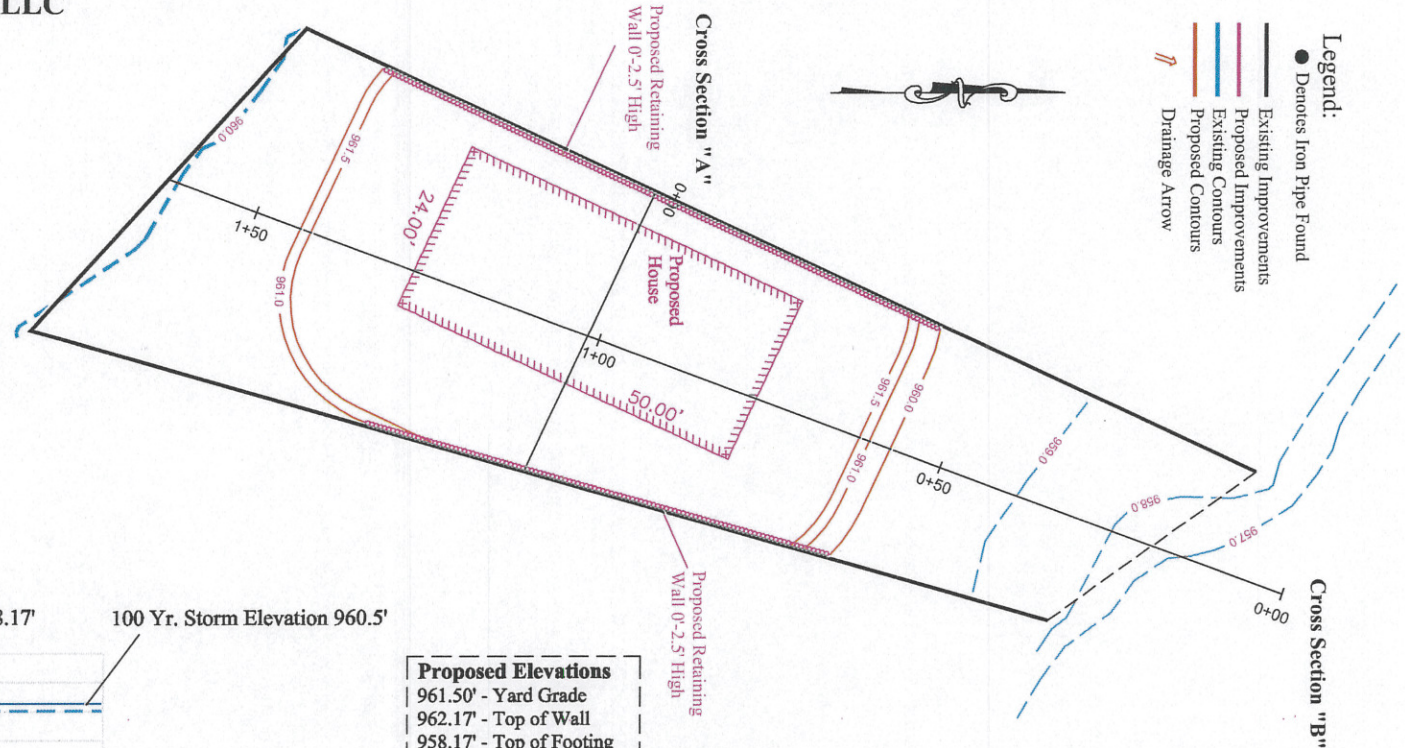 LLC
Legend:
Denotes Iron Pipe Found
Existing Improvements
Proposed Improvements
Existing Contours
Proposed Contours
Drainage Arrow
Cross Section "A"
Proposed Retaining
Wall 0'-2.5' High
960.0
961.5
1+50
24.00'
0+00
Proposed
House
961.0
1+00
50.00'
961.5
960.0
961.0
0+50
959.0
958.0
957.0
0+00
Cross Section "B"
Proposed Retaining
Wall 0'-2.5' High
100 Yr. Storm Elevation 960.5'
Proposed Elevations
961.50' - Yard Grade
962.17' - Top of Wall
958.17' - Top of Footing